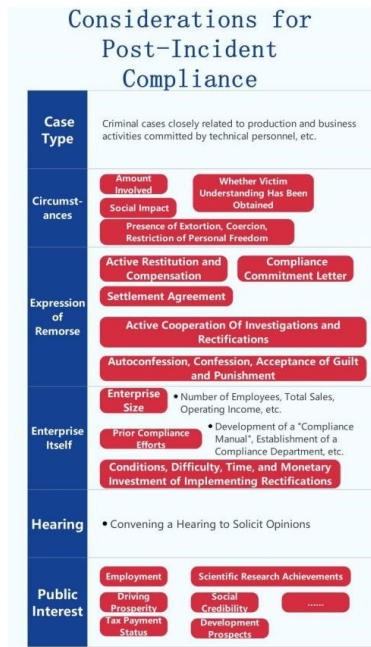 Considerations for
Post-Incident
Compliance
Case
Type
Criminal cases closely related to production and business
activities committed by technical personnel, etc.
Circumst-
ances
Amount
Involved
Whether Victim
Understanding Has Been
Obtained
Social Impact
Presence of Extortion, Coercion,
Restriction of Personal Freedom
Expression
of
Remorse
Active Restitution and
Compensation
Compliance
Commitment Letter
Settlement Agreement
Active Cooperation Of Investigations and
Rectifications
Autoconfession, Confession, Acceptance of Guilt
and Punishment
Enterprise
Itself
Enterprise
Size
• Number of Employees, Total Sales,
Operating Income, etc.
Prior Compliance
Efforts
• Development of a "Compliance
Manual", Establishment of a
Compliance Department, etc.
Conditions, Difficulty, Time, and Monetary
Investment of Implementing Rectifications
Hearing
• Convening a Hearing to Solicit Opinions
Public
Interest
Employment
Scientific Research Achievements
Driving
Prosperity
Social
Credibility
......
Tax Payment
Status
Development
Prospects